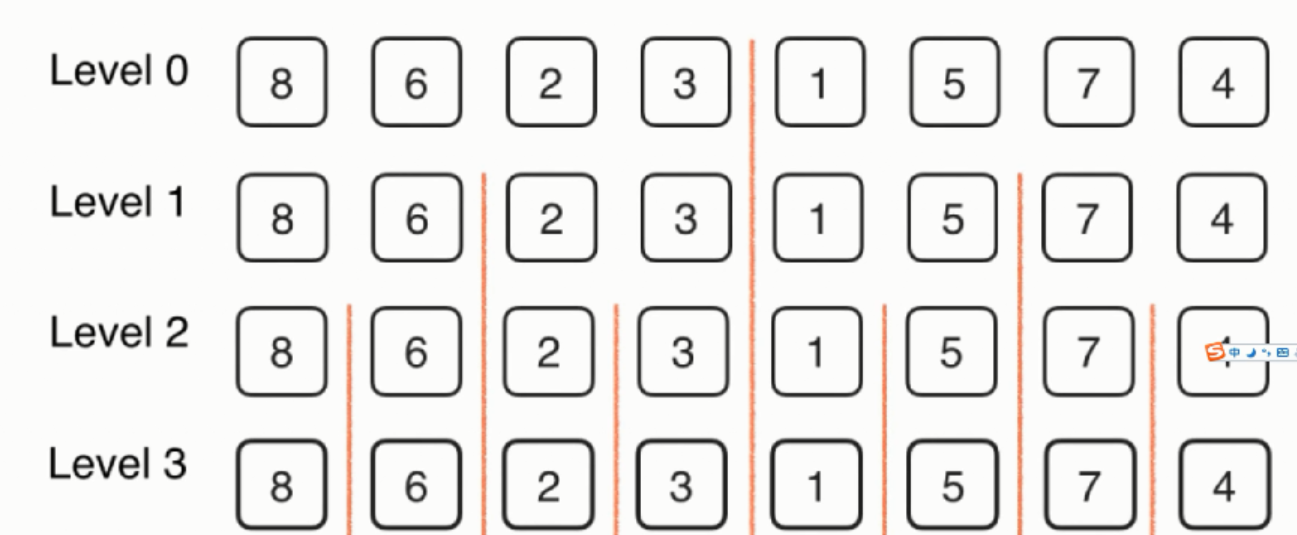 Level 0 8 6 2 3 1 5 7 4
Level 1 8 6 2 3 1 5 7 4
Level 2 8 6 2 3 1 5 7
中
Level 3 8 6 2 3 1 5 7 4